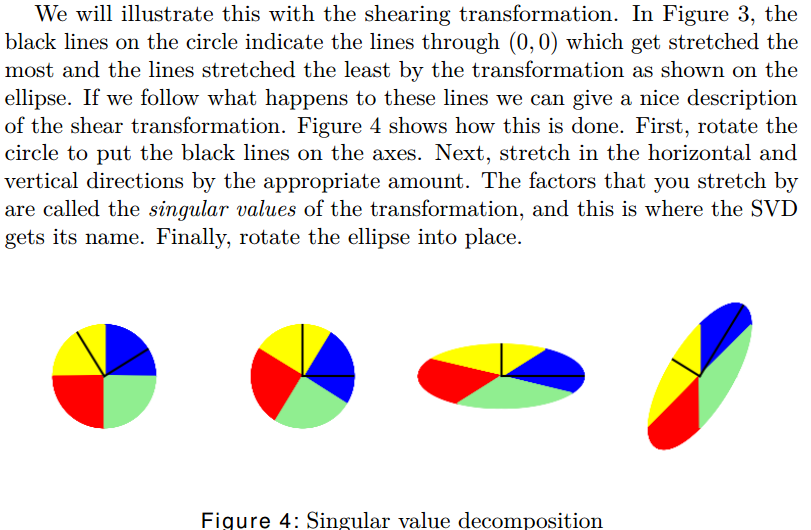 We will illustrate this with the shearing transformation. In Figure 3, the
black lines on the circle indicate the lines through (0, 0) which get stretched the
most and the lines stretched the least by the transformation as shown on the
ellipse. If we follow what happens to these lines we can give a nice description
of the shear transformation. Figure 4 shows how this is done. First, rotate the
circle to put the black lines on the axes. Next, stretch in the horizontal and
vertical directions by the appropriate amount. The factors that you stretch by
are called the singular values of the transformation, and this is where the SVD
gets its name. Finally, rotate the ellipse into place.
Figure 4: Singular value decomposition